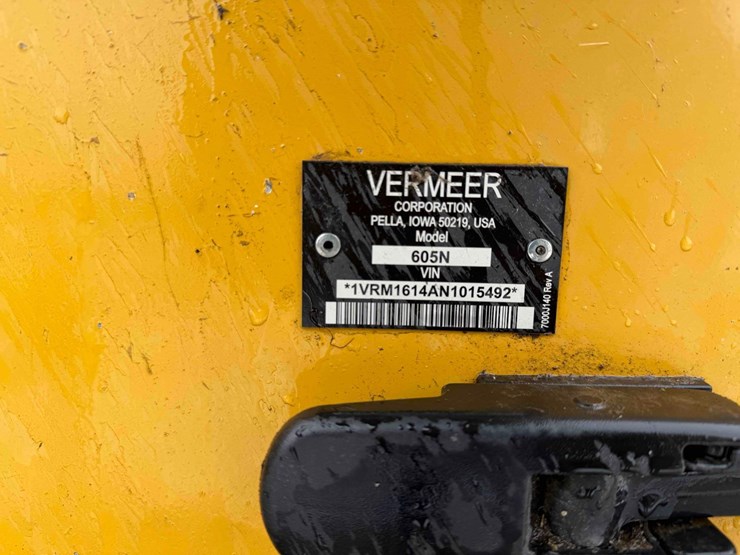 VERMEER
CORPORATION
PELLA, IOWA 50219, USA
Model
605N
VIN
*1VRM1614AN1015492*
7000J140 Rev A